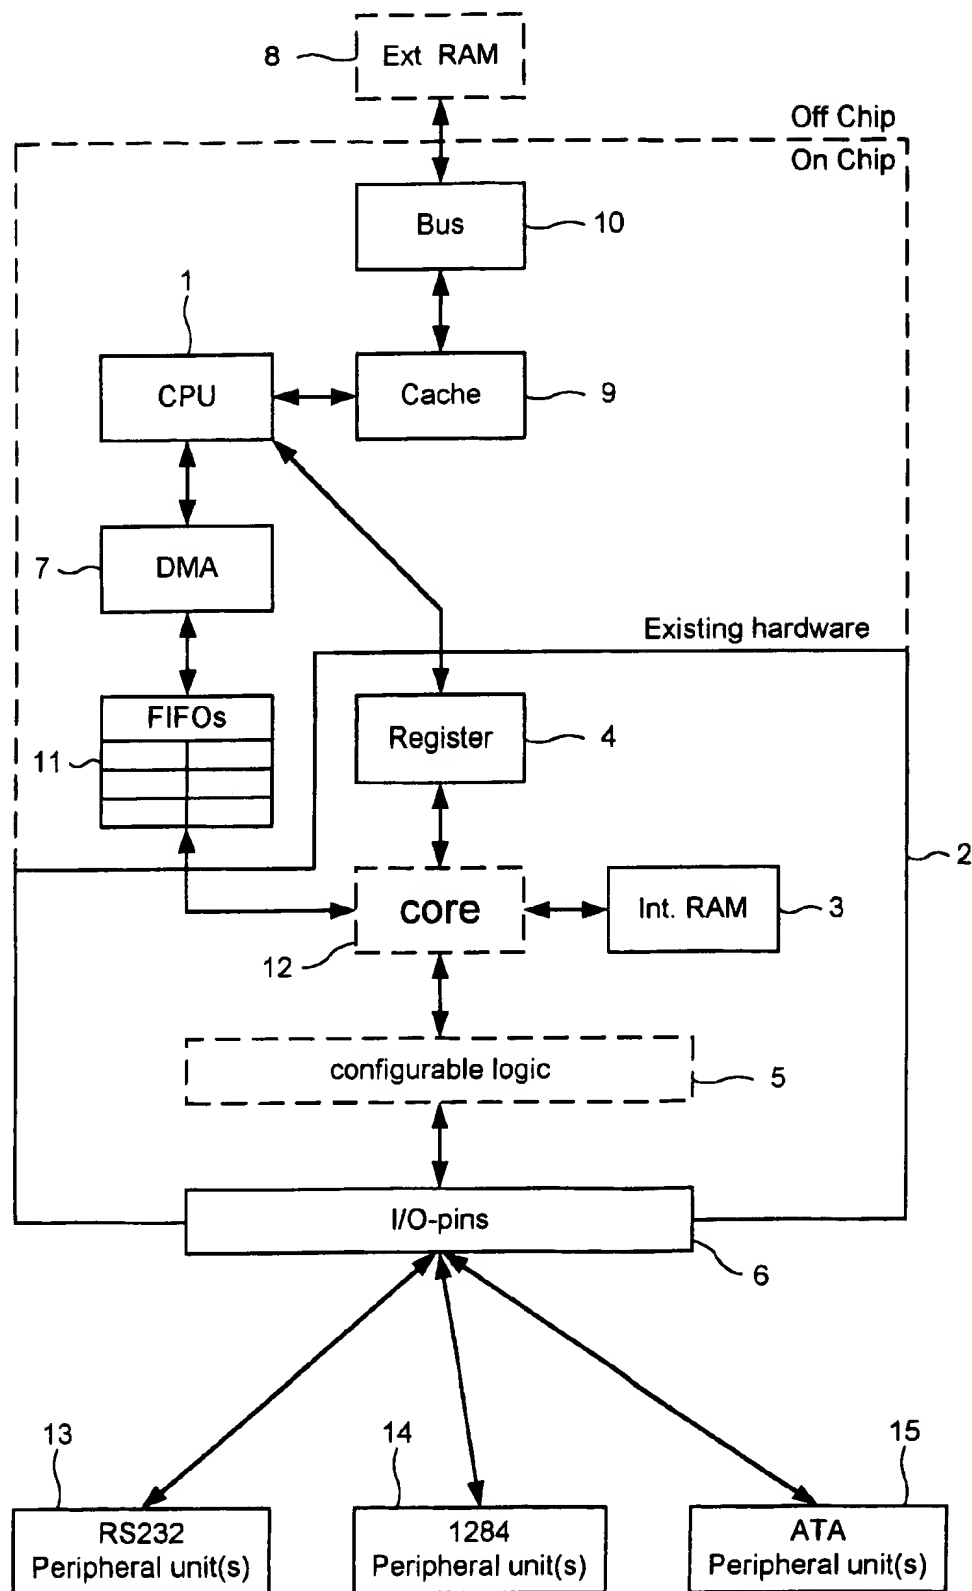 8
Ext RAM
Off Chip
On Chip
Bus
10
1
CPU
Cache
9
7
DMA
Existing hardware
FIFOs
11
Register
4
2
core
12
Int. RAM
3
configurable logic
5
I/O-pins
6
13
14
15
RS232
Peripheral unit(s)
1284
Peripheral unit(s)
ATA
Peripheral unit(s)